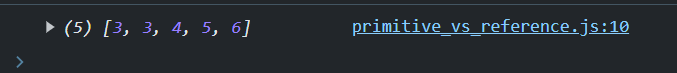 ▶ (5) [3, 3, 4, 5, 6] primitive_vs_reference.js:10
>